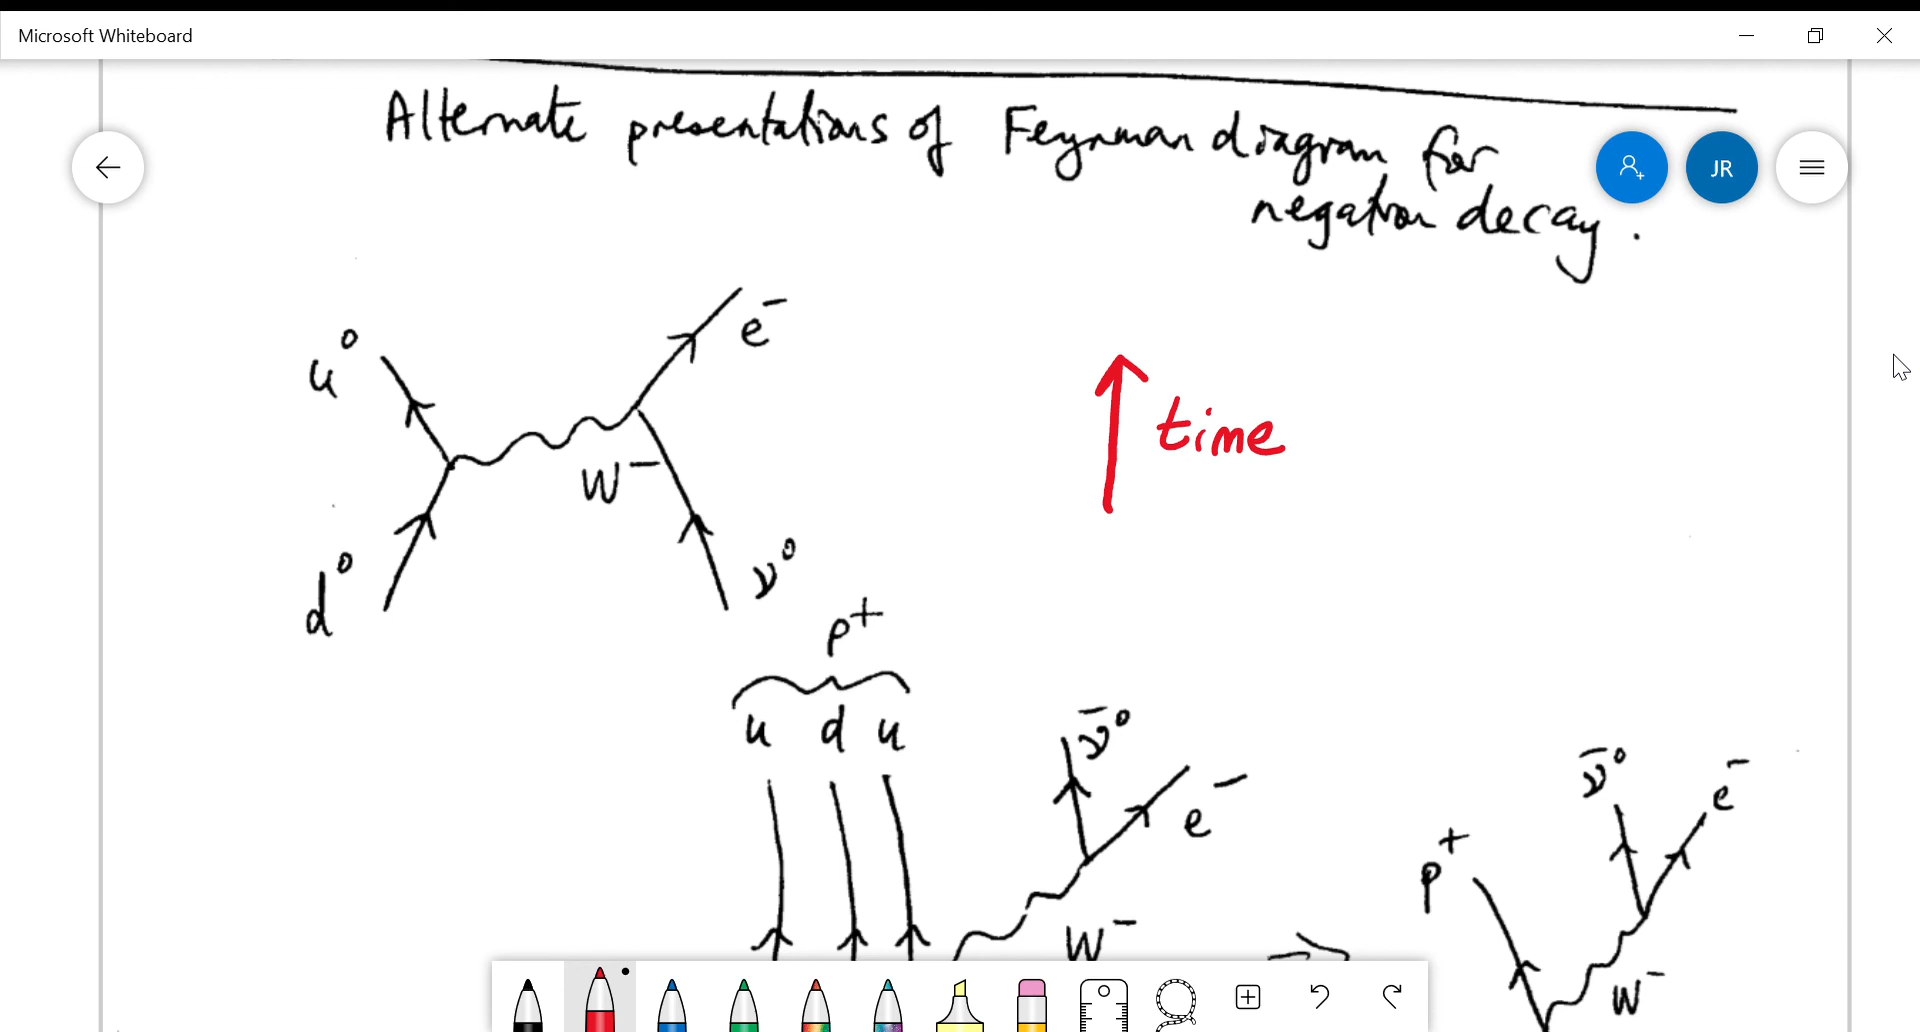 Microsoft Whiteboard
Alternate presentations of Feynman diagram for
negatron decay.
JR
u⁰
e⁻
time
W⁻
d⁰
ν⁰
p⁺
u d u
ν̄⁰
e⁻
W⁻
ν̄⁰
e⁻
p⁺
W⁻